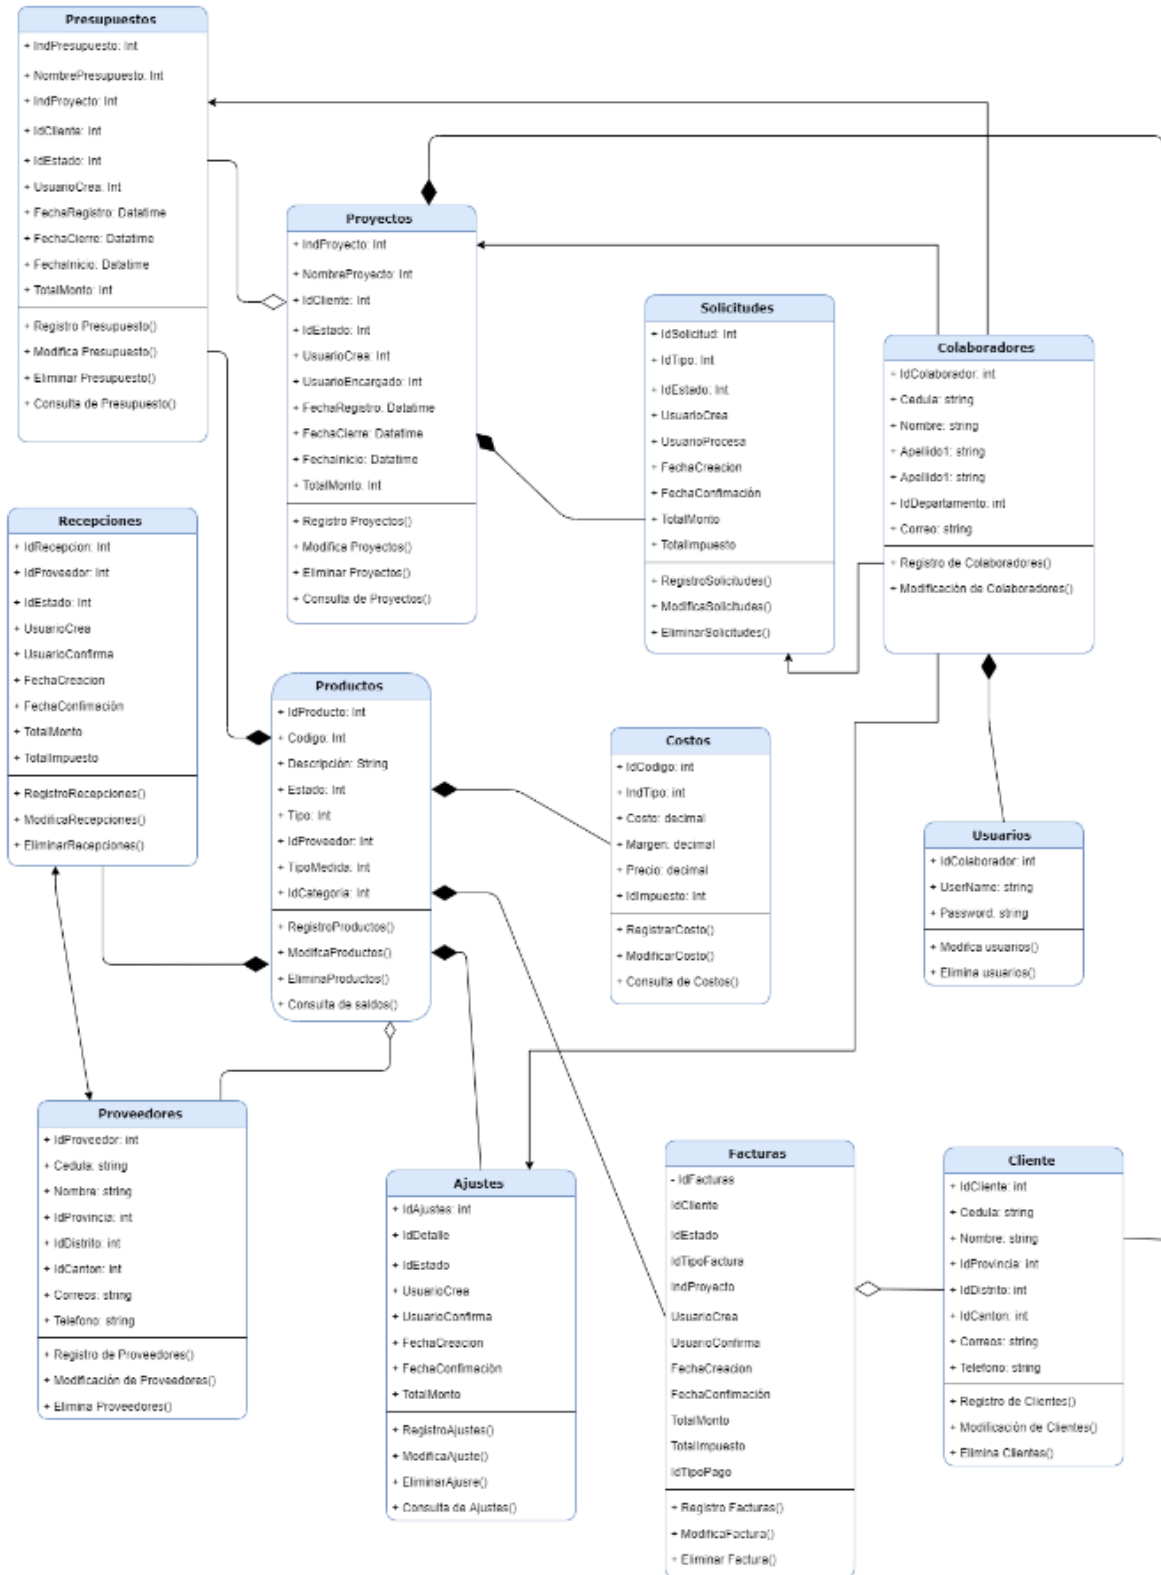 Presupuestos
+ IndPresupuesto: Int
+ NombrePresupuesto: Int
+ IndProyecto: Int
+ IdCliente: Int
+ IdEstado: Int
+ UsuarioCrea: Int
+ FechaRegistro: Datatime
+ FechaCierre: Datatime
+ FechaInicio: Datatime
+ TotalMonto: Int
+ Registro Presupuesto()
+ Modifica Presupuesto()
+ Eliminar Presupuesto()
+ Consulta de Presupuesto()
Proyectos
+ IndProyecto: Int
+ NombreProyecto: Int
+ IdCliente: Int
+ IdEstado: Int
+ UsuarioCrea: Int
+ UsuarioEncargado: Int
+ FechaRegistro: Datatime
+ FechaCierre: Datatime
+ FechaInicio: Datatime
+ TotalMonto: Int
+ Registro Proyectos()
+ Modifica Proyectos()
+ Eliminar Proyectos()
+ Consulta de Proyectos()
Solicitudes
+ IdSolicitud: Int
+ IdTipo: Int
+ IdEstado: Int
+ UsuarioCrea
+ UsuarioProcesa
+ FechaCreacion
+ FechaConfimación
+ TotalMonto
+ TotalImpuesto
+ RegistroSolicitudes()
+ ModificaSolicitudes()
+ EliminarSolicitudes()
Colaboradores
+ IdColaborador: int
+ Cedula: string
+ Nombre: string
+ Apellido1: string
+ Apellido1: string
+ IdDepartamento: int
+ Correo: string
+ Registro de Colaboradores()
+ Modificación de Colaboradores()
Recepciones
+ IdRecepcion: Int
+ IdProveedor: Int
+ IdEstado: Int
+ UsuarioCrea
+ UsuarioConfirma
+ FechaCreacion
+ FechaConfimación
+ TotalMonto
+ TotalImpuesto
+ RegistroRecepciones()
+ ModificaRecepciones()
+ EliminarRecepciones()
Productos
+ IdProducto: Int
+ Codigo: Int
+ Descripción: String
+ Estado: Int
+ Tipo: Int
+ IdProveedor: Int
+ TipoMedida: Int
+ IdCategoria: Int
+ RegistroProductos()
+ ModifcaProductos()
+ EliminaProductos()
+ Consulta de saldos()
Costos
+ IdCodigo: int
+ IndTipo: int
+ Costo: decimal
+ Margen: decimal
+ Precio: decimal
+ IdImpuesto: Int
+ RegistrarCosto()
+ ModificarCosto()
+ Consulta de Costos()
Usuarios
+ IdColaborador: int
+ UserName: string
+ Password: string
+ Modifca usuarios()
+ Elimina usuarios()
Proveedores
+ IdProveedor: int
+ Cedula: string
+ Nombre: string
+ IdProvincia: int
+ IdDistrito: int
+ IdCanton: int
+ Correos: string
+ Telefono: string
+ Registro de Proveedores()
+ Modificación de Proveedores()
+ Elimina Proveedores()
Ajustes
+ IdAjustes: int
+ IdDetalle
+ IdEstado
+ UsuarioCrea
+ UsuarioConfirma
+ FechaCreacion
+ FechaConfimación
+ TotalMonto
+ RegistroAjustes()
+ ModificaAjuste()
+ EliminarAjusre()
+ Consulta de Ajustes()
Facturas
- IdFacturas
IdCliente
IdEstado
IdTipoFactura
IndProyecto
UsuarioCrea
UsuarioConfirma
FechaCreacion
FechaConfimación
TotalMonto
TotalImpuesto
IdTipoPago
+ Registro Facturas()
+ ModificaFactura()
+ Eliminar Factura()
Cliente
+ IdCliente: int
+ Cedula: string
+ Nombre: string
+ IdProvincia: int
+ IdDistrito: int
+ IdCanton: int
+ Correos: string
+ Telefono: string
+ Registro de Clientes()
+ Modificación de Clientes()
+ Elimina Clientes()